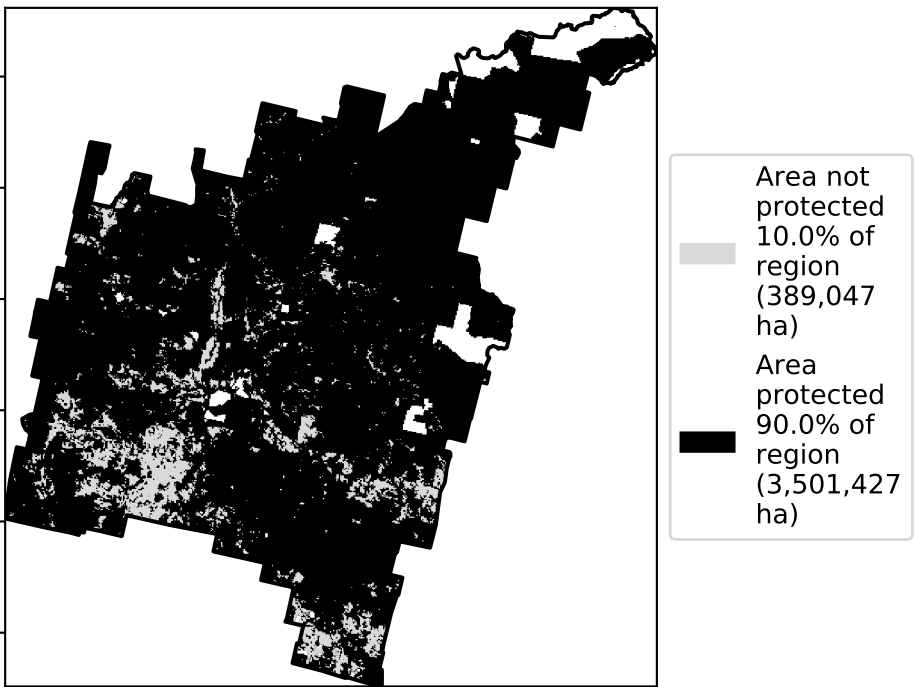 Area not
protected
10.0% of
region
(389,047
ha)
Area
protected
90.0% of
region
(3,501,427
ha)